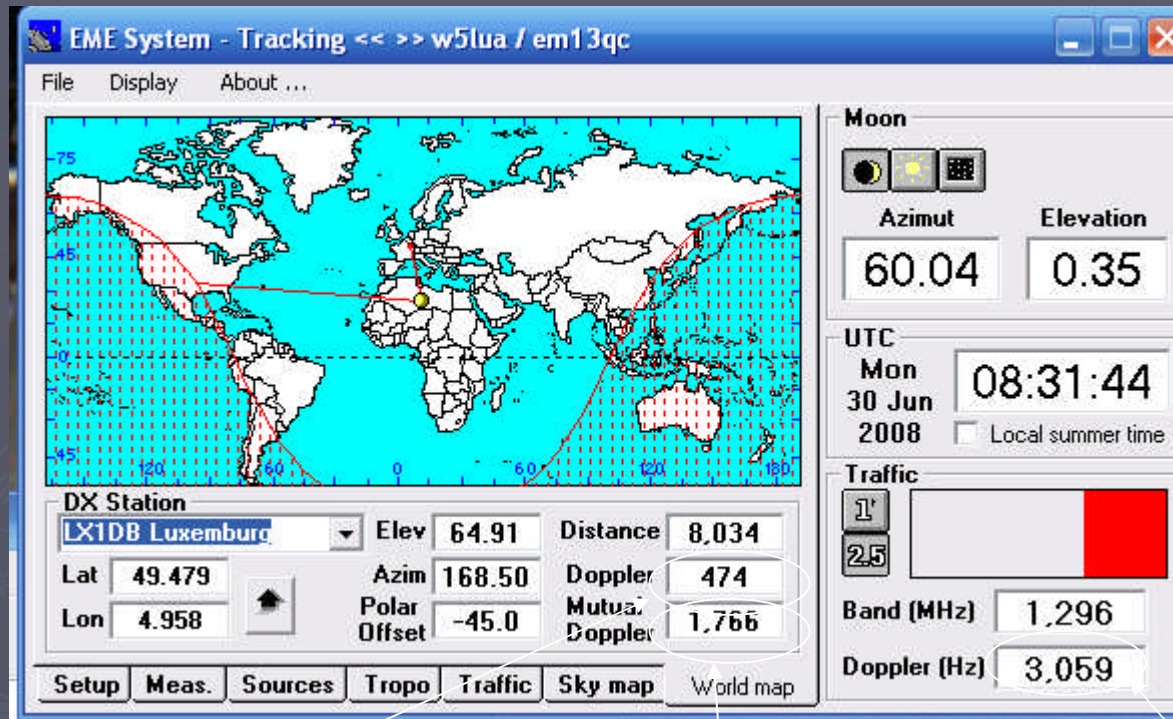 EME System - Tracking << >> w5lua / em13qc
File Display About ...
75
45
0
45
120 60 0 60 120 180
DX Station
LX1DB Luxemburg
Elev 64.91 Distance 8,034
Lat 49.479 Azim 168.50 Doppler 474
Lon 4.958 Polar Offset -45.0 Mutual Doppler 1,766
Setup Meas. Sources Tropo Traffic Sky map World map
Moon
Azimut Elevation
60.04 0.35
UTC
Mon
30 Jun
2008
08:31:44
Local summer time
Traffic
1'
2.5
Band (MHz) 1,296
Doppler (Hz) 3,059